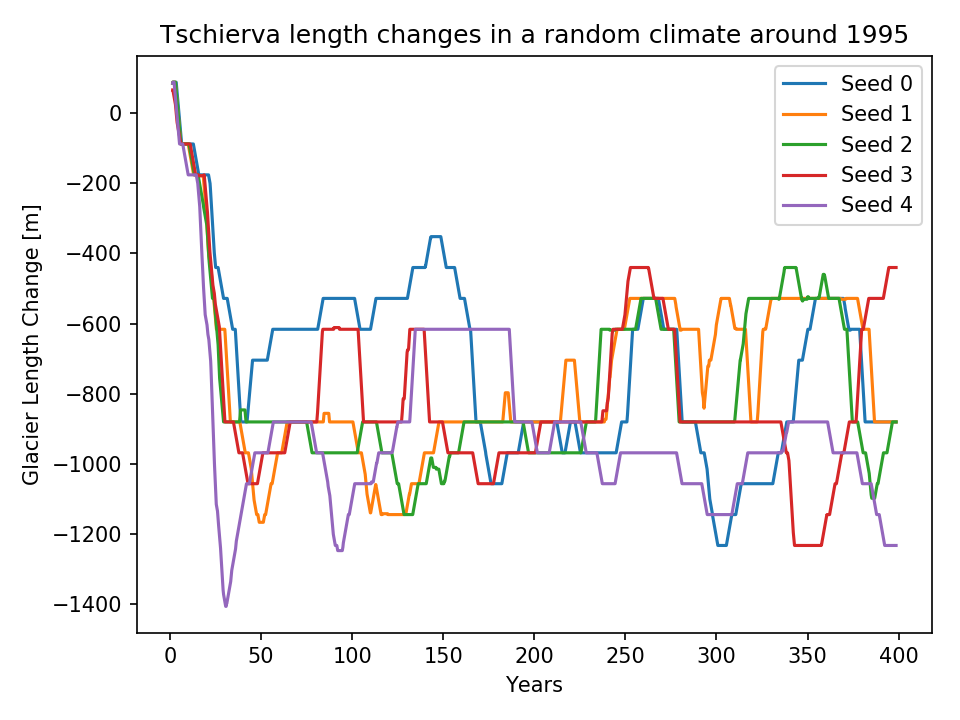 Tschierva length changes in a random climate around 1995
Seed 0
Seed 1
Seed 2
Seed 3
Seed 4
0
−200
−400
−600
−800
−1000
−1200
−1400
Glacier Length Change [m]
0 50 100 150 200 250 300 350 400
Years